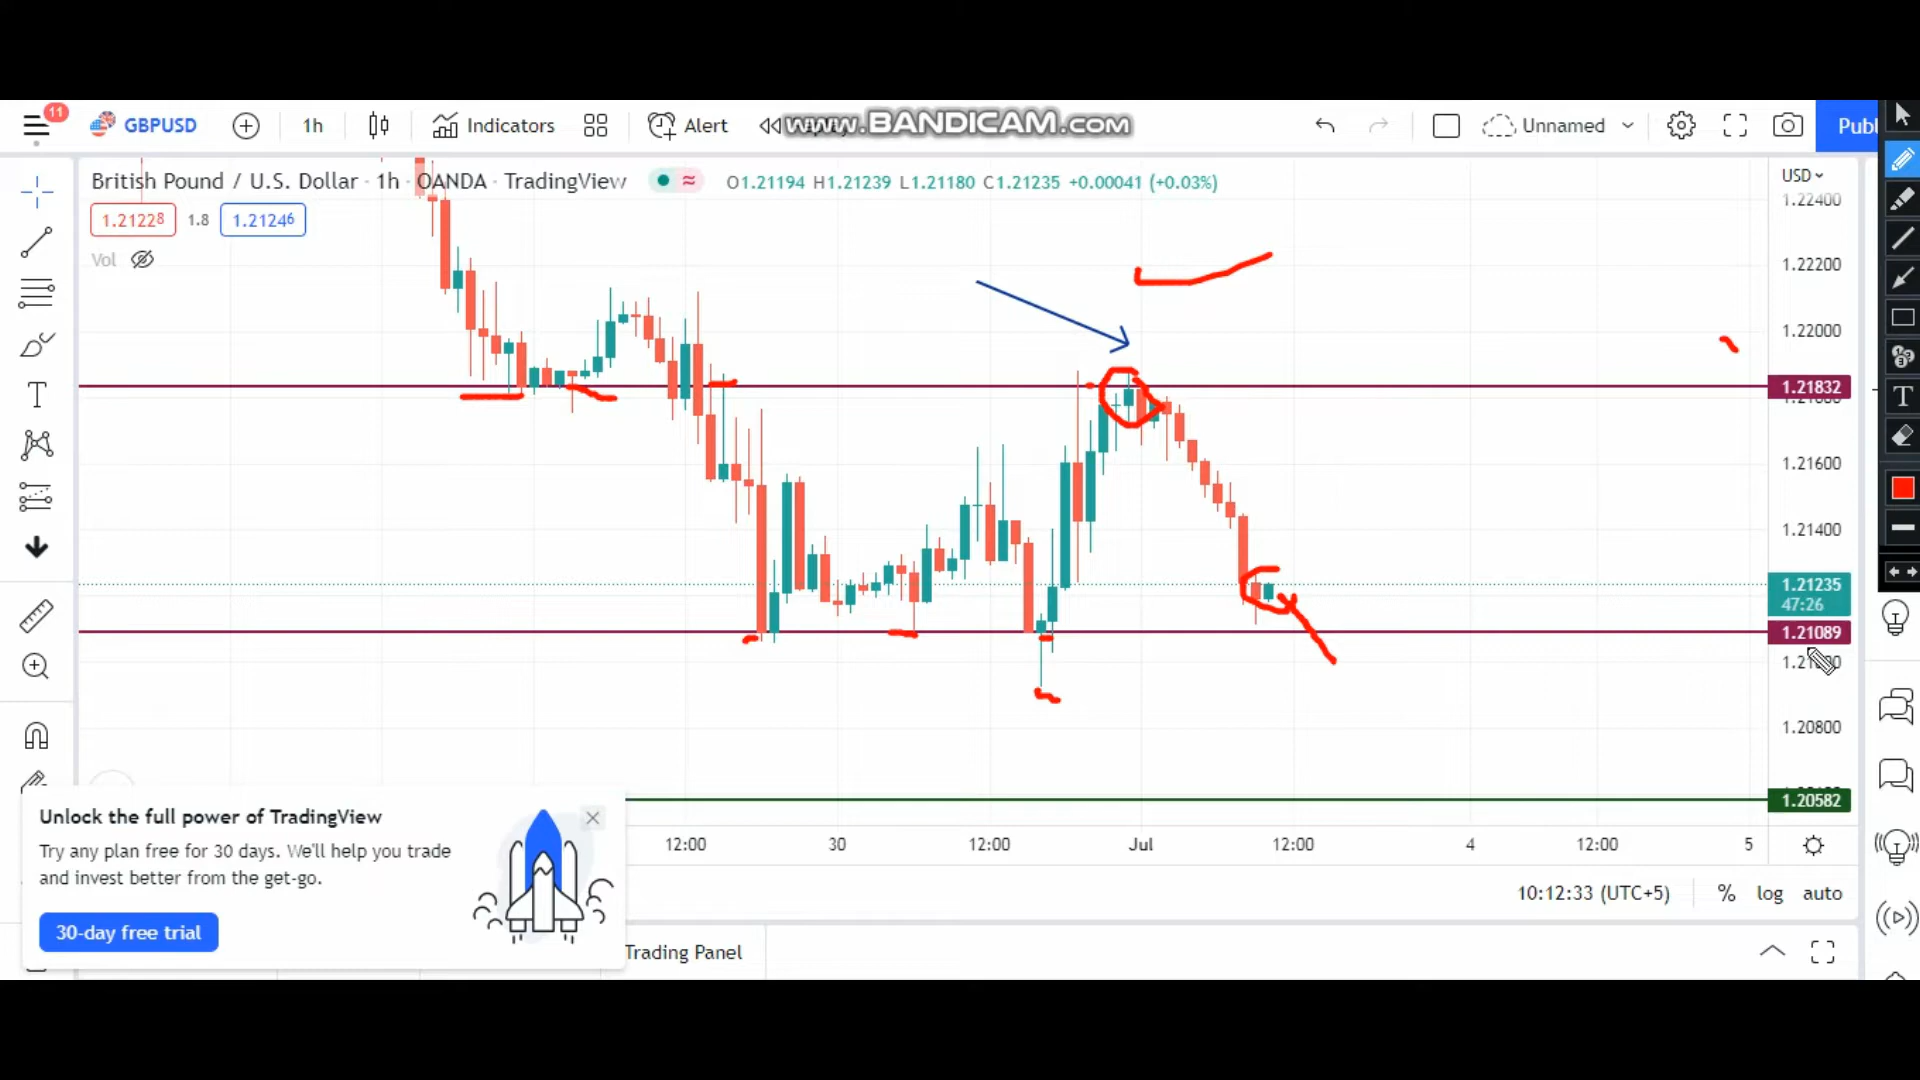 11
GBPUSD
1h
Indicators
Alert
www.BANDICAM.com
Unnamed
Publ
British Pound / U.S. Dollar · 1h · OANDA · TradingView
O1.21194 H1.21239 L1.21180 C1.21235 +0.00041 (+0.03%)
USD
1.21228
1.8
1.21246
Vol
1.22400
1.22200
1.22000
1.21832
1.21600
1.21400
1.21235
47:26
1.21089
1.20800
1.20582
Unlock the full power of TradingView
Try any plan free for 30 days. We'll help you trade
and invest better from the get-go.
30-day free trial
12:00
30
12:00
Jul
12:00
4
12:00
5
10:12:33 (UTC+5)
%
log
auto
Trading Panel